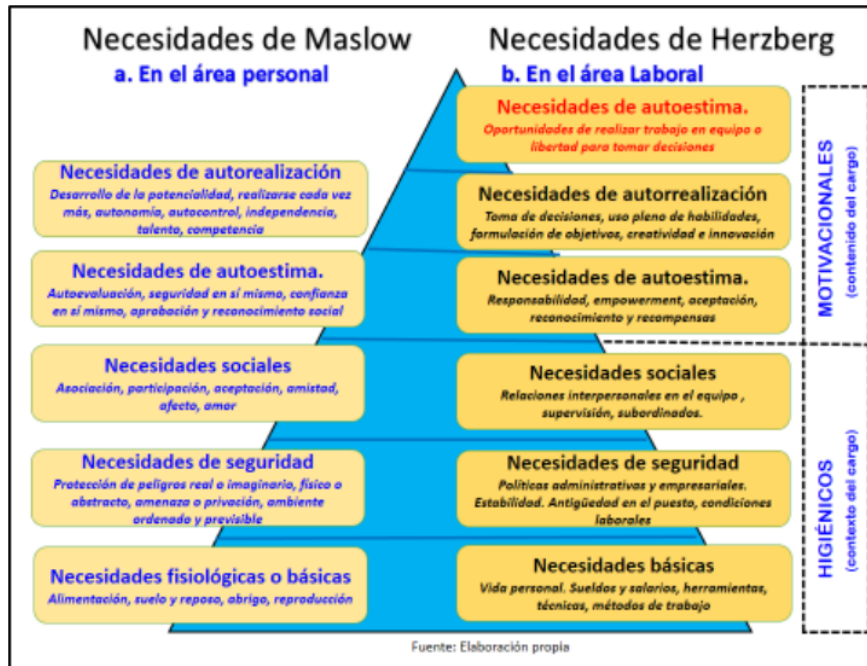 Necesidades de Maslow
a. En el área personal
Necesidades de Herzberg
b. En el área Laboral
Necesidades de autorealización
Desarrollo de la potencialidad, realizarse cada vez
más, autonomía, autocontrol, independencia,
talento, competencia
Necesidades de autoestima.
Autoevaluación, seguridad en sí mismo, confianza
en sí mismo, aprobación y reconocimiento social
Necesidades sociales
Asociación, participación, aceptación, amistad,
afecto, amor
Necesidades de seguridad
Protección de peligros real o imaginario, físico o
abstracto, amenaza o privación, ambiente
ordenado y previsible
Necesidades fisiológicas o básicas
Alimentación, suelo y reposo, abrigo, reproducción
Necesidades de autoestima.
Oportunidades de realizar trabajo en equipo o
libertad para tomar decisiones
Necesidades de autorrealización
Toma de decisiones, uso pleno de habilidades,
formulación de objetivos, creatividad e innovación
Necesidades de autoestima.
Responsabilidad, empowerment, aceptación,
reconocimiento y recompensas
Necesidades sociales
Relaciones interpersonales en el equipo ,
supervisión, subordinados.
Necesidades de seguridad
Políticas administrativas y empresariales.
Estabilidad. Antigüedad en el puesto, condiciones
laborales
Necesidades básicas
Vida personal. Sueldos y salarios, herramientas,
técnicas, métodos de trabajo
MOTIVACIONALES
(contenido del cargo)
HIGIÉNICOS
(contexto del cargo)
Fuente: Elaboración propia